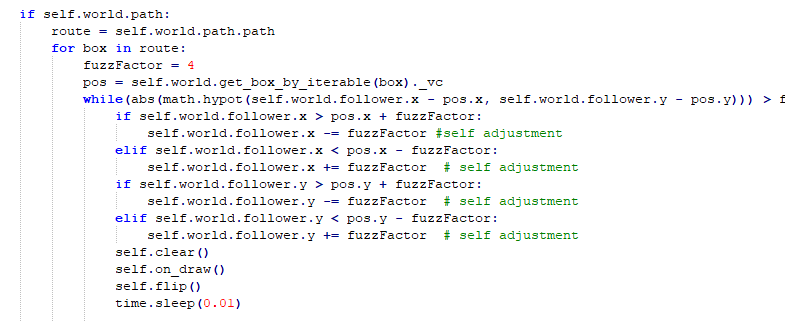 if self.world.path:
route = self.world.path.path
for box in route:
fuzzFactor = 4
pos = self.world.get_box_by_iterable(box)._vc
while(abs(math.hypot(self.world.follower.x - pos.x, self.world.follower.y - pos.y))) > f
if self.world.follower.x > pos.x + fuzzFactor:
self.world.follower.x -= fuzzFactor #self adjustment
elif self.world.follower.x < pos.x - fuzzFactor:
self.world.follower.x += fuzzFactor  # self adjustment
if self.world.follower.y > pos.y + fuzzFactor:
self.world.follower.y -= fuzzFactor  # self adjustment
elif self.world.follower.y < pos.y - fuzzFactor:
self.world.follower.y += fuzzFactor  # self adjustment
self.clear()
self.on_draw()
self.flip()
time.sleep(0.01)